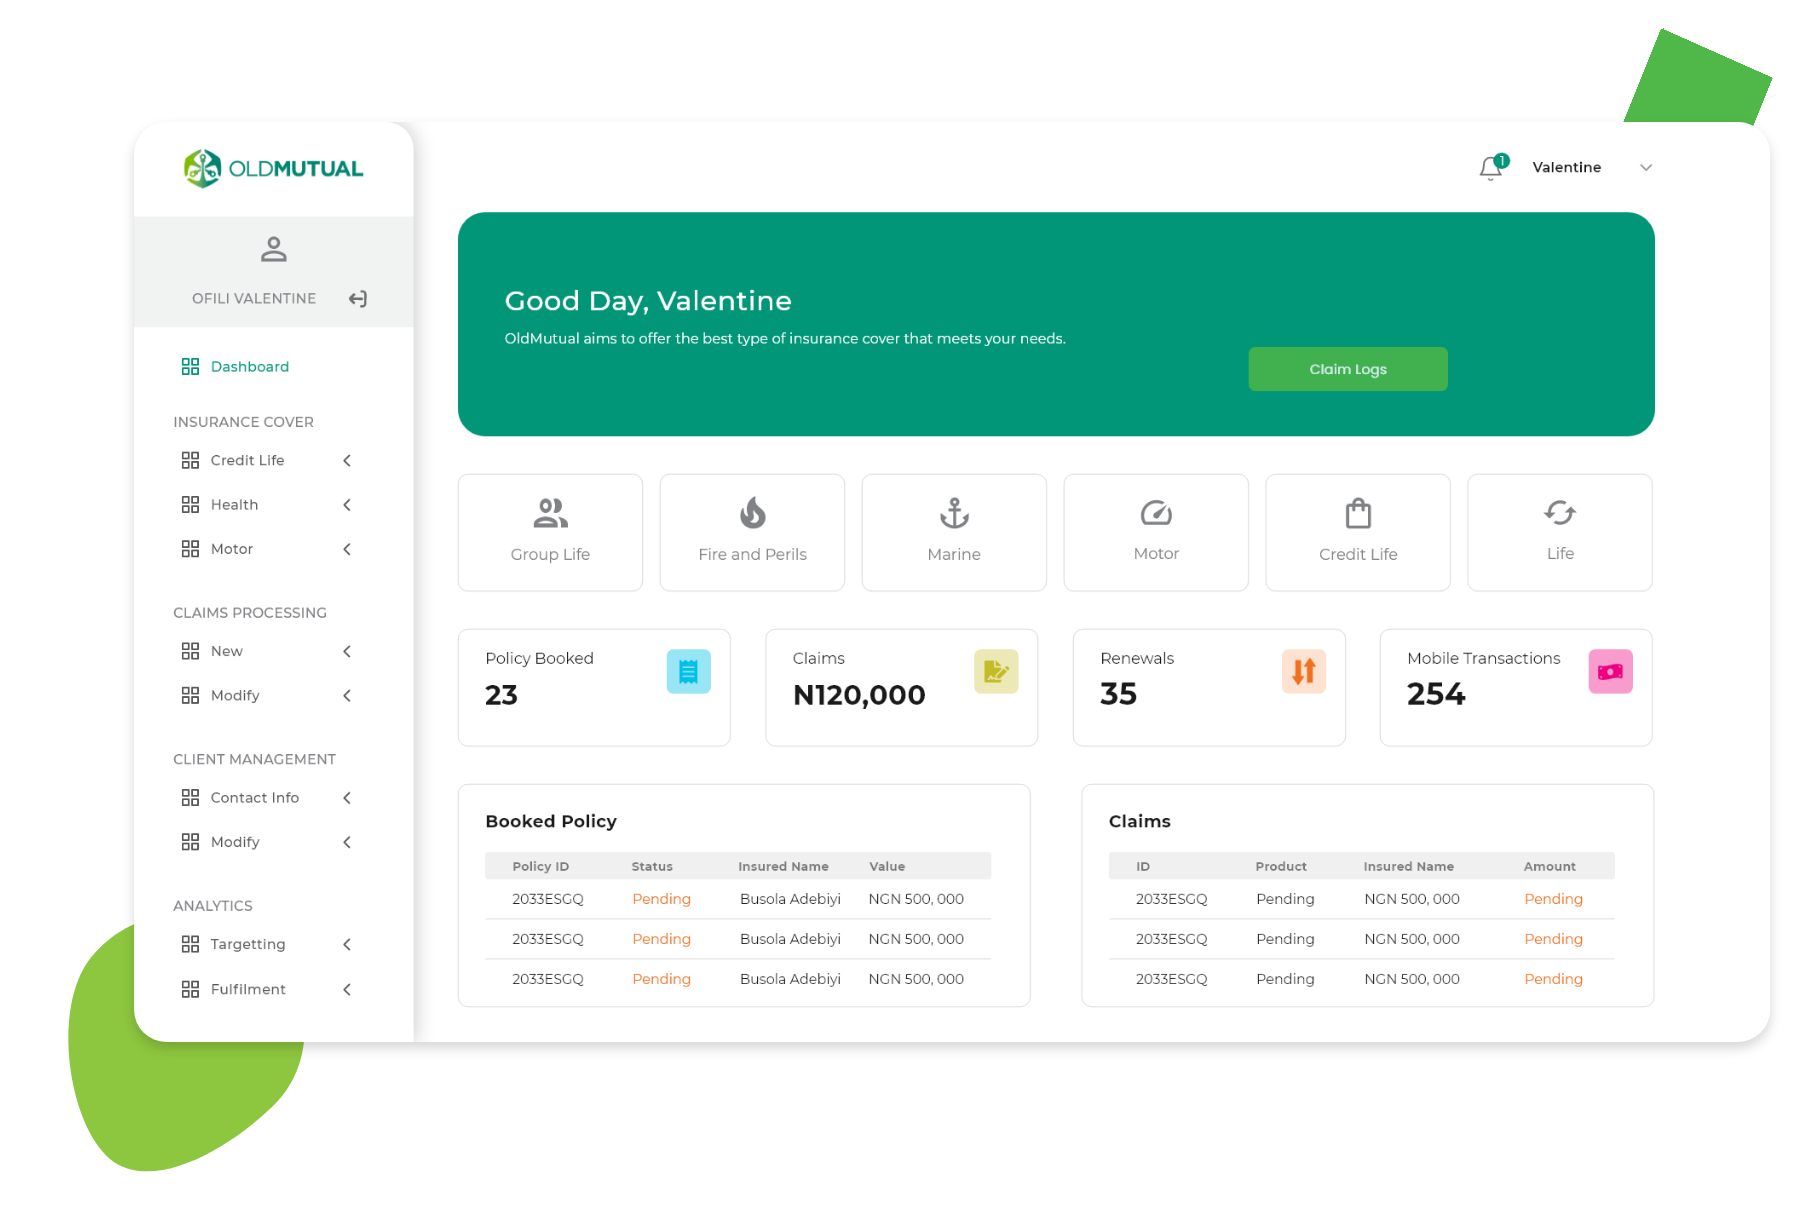 OLDMUTUAL
OFILI VALENTINE
Dashboard
INSURANCE COVER
Credit Life
Health
Motor
CLAIMS PROCESSING
New
Modify
CLIENT MANAGEMENT
Contact Info
Modify
ANALYTICS
Targetting
Fulfilment
1
Valentine
Good Day, Valentine
OldMutual aims to offer the best type of insurance cover that meets your needs.
Claim Logs
Group Life
Fire and Perils
Marine
Motor
Credit Life
Life
Policy Booked
23
Claims
N120,000
Renewals
35
Mobile Transactions
254
Booked Policy
Policy ID Status Insured Name Value
2033ESGQ Pending Busola Adebiyi NGN 500, 000
2033ESGQ Pending Busola Adebiyi NGN 500, 000
2033ESGQ Pending Busola Adebiyi NGN 500, 000
Claims
ID Product Insured Name Amount
2033ESGQ Pending NGN 500, 000 Pending
2033ESGQ Pending NGN 500, 000 Pending
2033ESGQ Pending NGN 500, 000 Pending